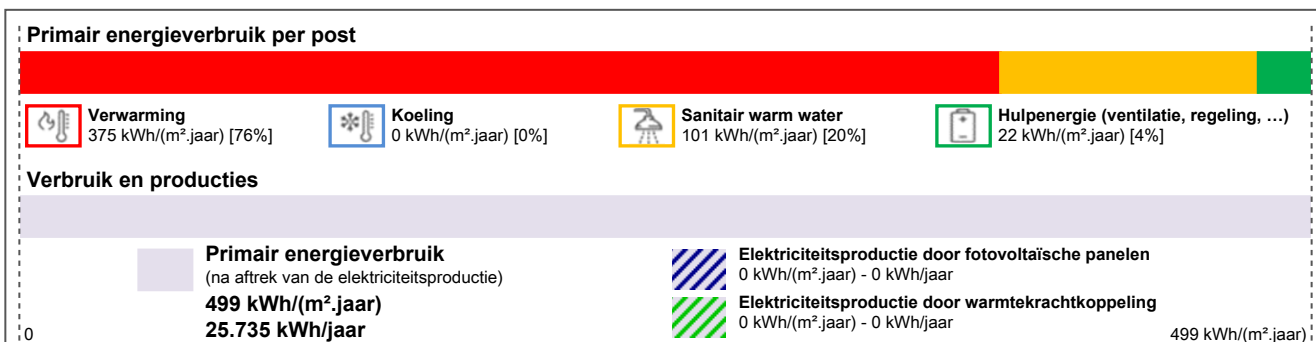 Primair energieverbruik per post
Verwarming
375 kWh/(m².jaar) [76%]
Koeling
0 kWh/(m².jaar) [0%]
Sanitair warm water
101 kWh/(m².jaar) [20%]
Hulpenergie (ventilatie, regeling, …)
22 kWh/(m².jaar) [4%]
Verbruik en producties
Primair energieverbruik
(na aftrek van de elektriciteitsproductie)
499 kWh/(m².jaar)
25.735 kWh/jaar
Elektriciteitsproductie door fotovoltaïsche panelen
0 kWh/(m².jaar) - 0 kWh/jaar
Elektriciteitsproductie door warmtekrachtkoppeling
0 kWh/(m².jaar) - 0 kWh/jaar
0
499 kWh/(m².jaar)